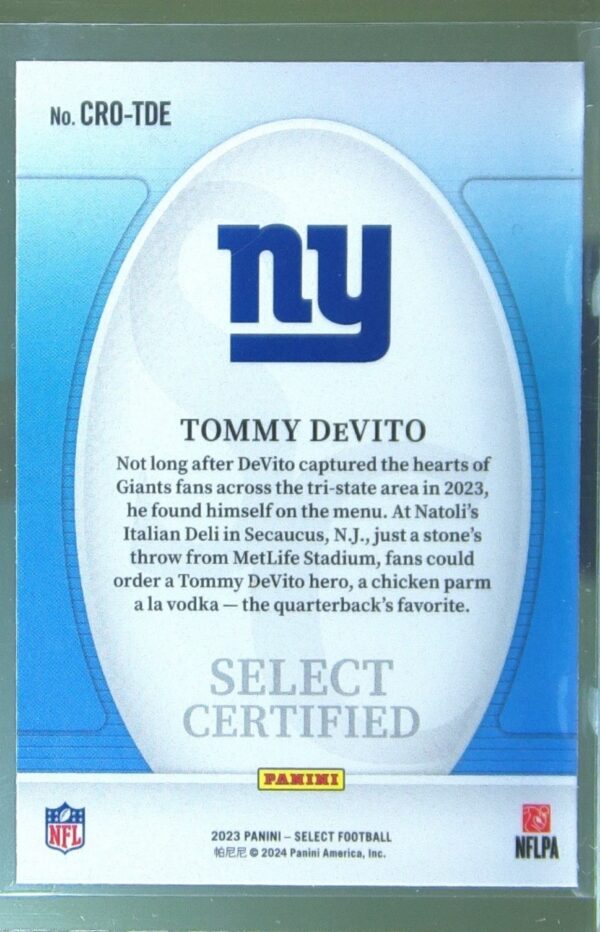 No. CRO-TDE
ny
TOMMY DeVITO
Not long after DeVito captured the hearts of
Giants fans across the tri-state area in 2023,
he found himself on the menu. At Natoli's
Italian Deli in Secaucus, N.J., just a stone's
throw from MetLife Stadium, fans could
order a Tommy DeVito hero, a chicken parm
a la vodka — the quarterback's favorite.
SELECT
CERTIFIED
PANINI
NFL
2023 PANINI – SELECT FOOTBALL
帕尼尼 © 2024 Panini America, Inc.
NFLPA